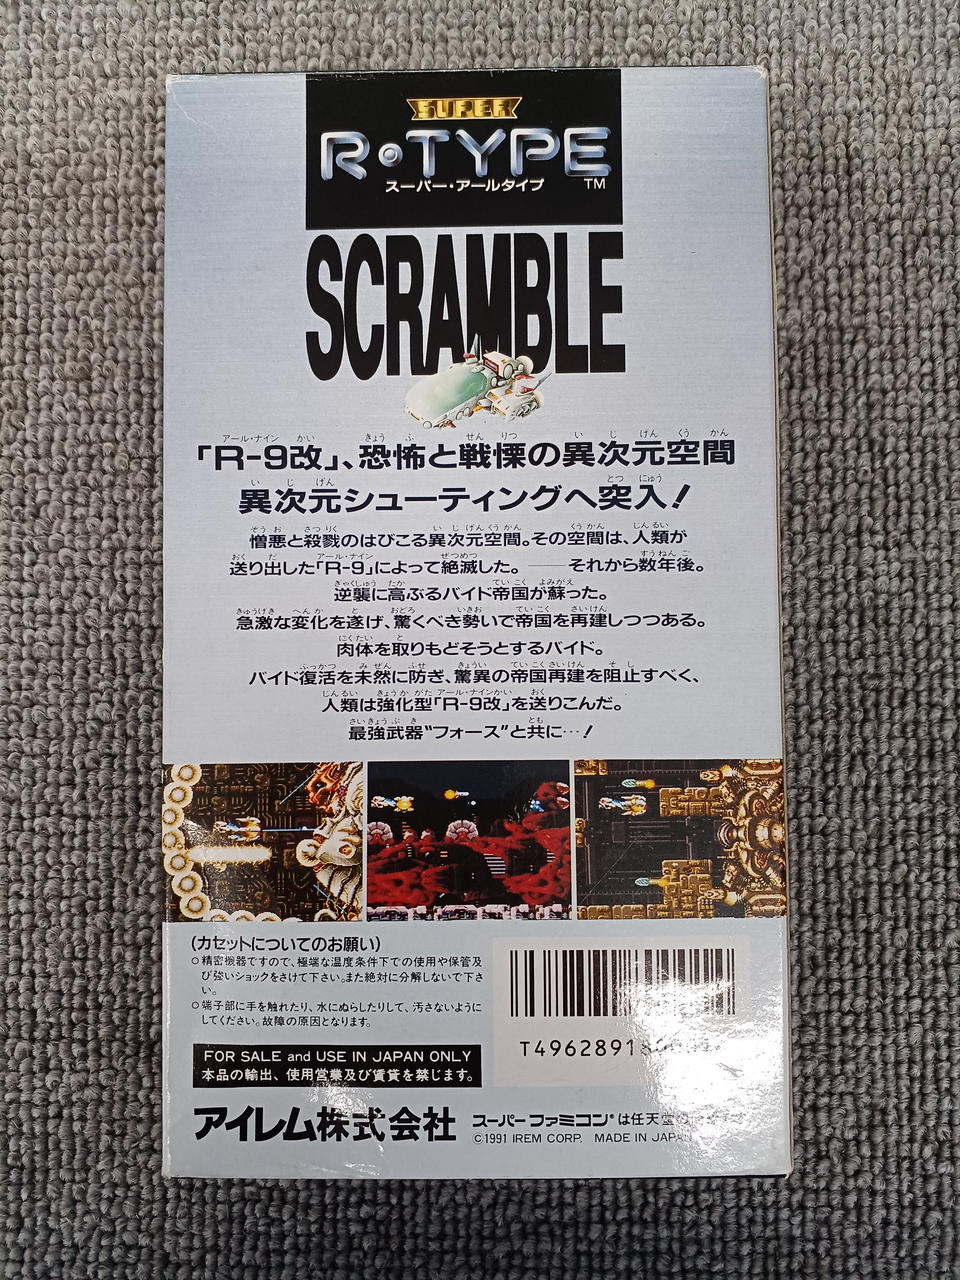 SUPER
R・TYPE
スーパー・アールタイプ TM
SCRAMBLE
「R-9改」、恐怖と戦慄の異次元空間
異次元シューティングへ突入!
憎悪と殺戮のはびこる異次元空間。その空間は、人類が
送り出した「R-9」によって絶滅した。――それから数年後。
逆襲に高ぶるバイド帝国が蘇った。
急激な変化を遂げ、驚くべき勢いで帝国を再建しつつある。
肉体を取りもどそうとするバイド。
バイド復活を未然に防ぎ、驚異の帝国再建を阻止すべく、
人類は強化型「R-9改」を送りこんだ。
最強武器“フォース”と共に…!
(カセットについてのお願い)
○精密機器ですので、極端な温度条件下での使用や保管及
び強いショックをさけて下さい。また絶対に分解しないで下さ
い。
○端子部に手を触れたり、水にぬらしたりして、汚さないように
してください。故障の原因となります。
FOR SALE and USE IN JAPAN ONLY
本品の輸出、使用営業及び賃貸を禁じます。
T4962891
アイレム株式会社
スーパーファミコン®は任天堂
©1991 IREM CORP. MADE IN JAPAN